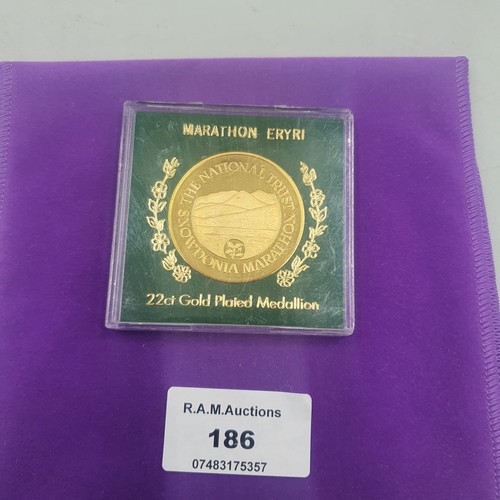 MARATHON ERYRI
THE NATIONAL TRUST
SNOWDONIA MARATHON
22ct Gold Plated Medallion
R.A.M.Auctions
186
07483175357